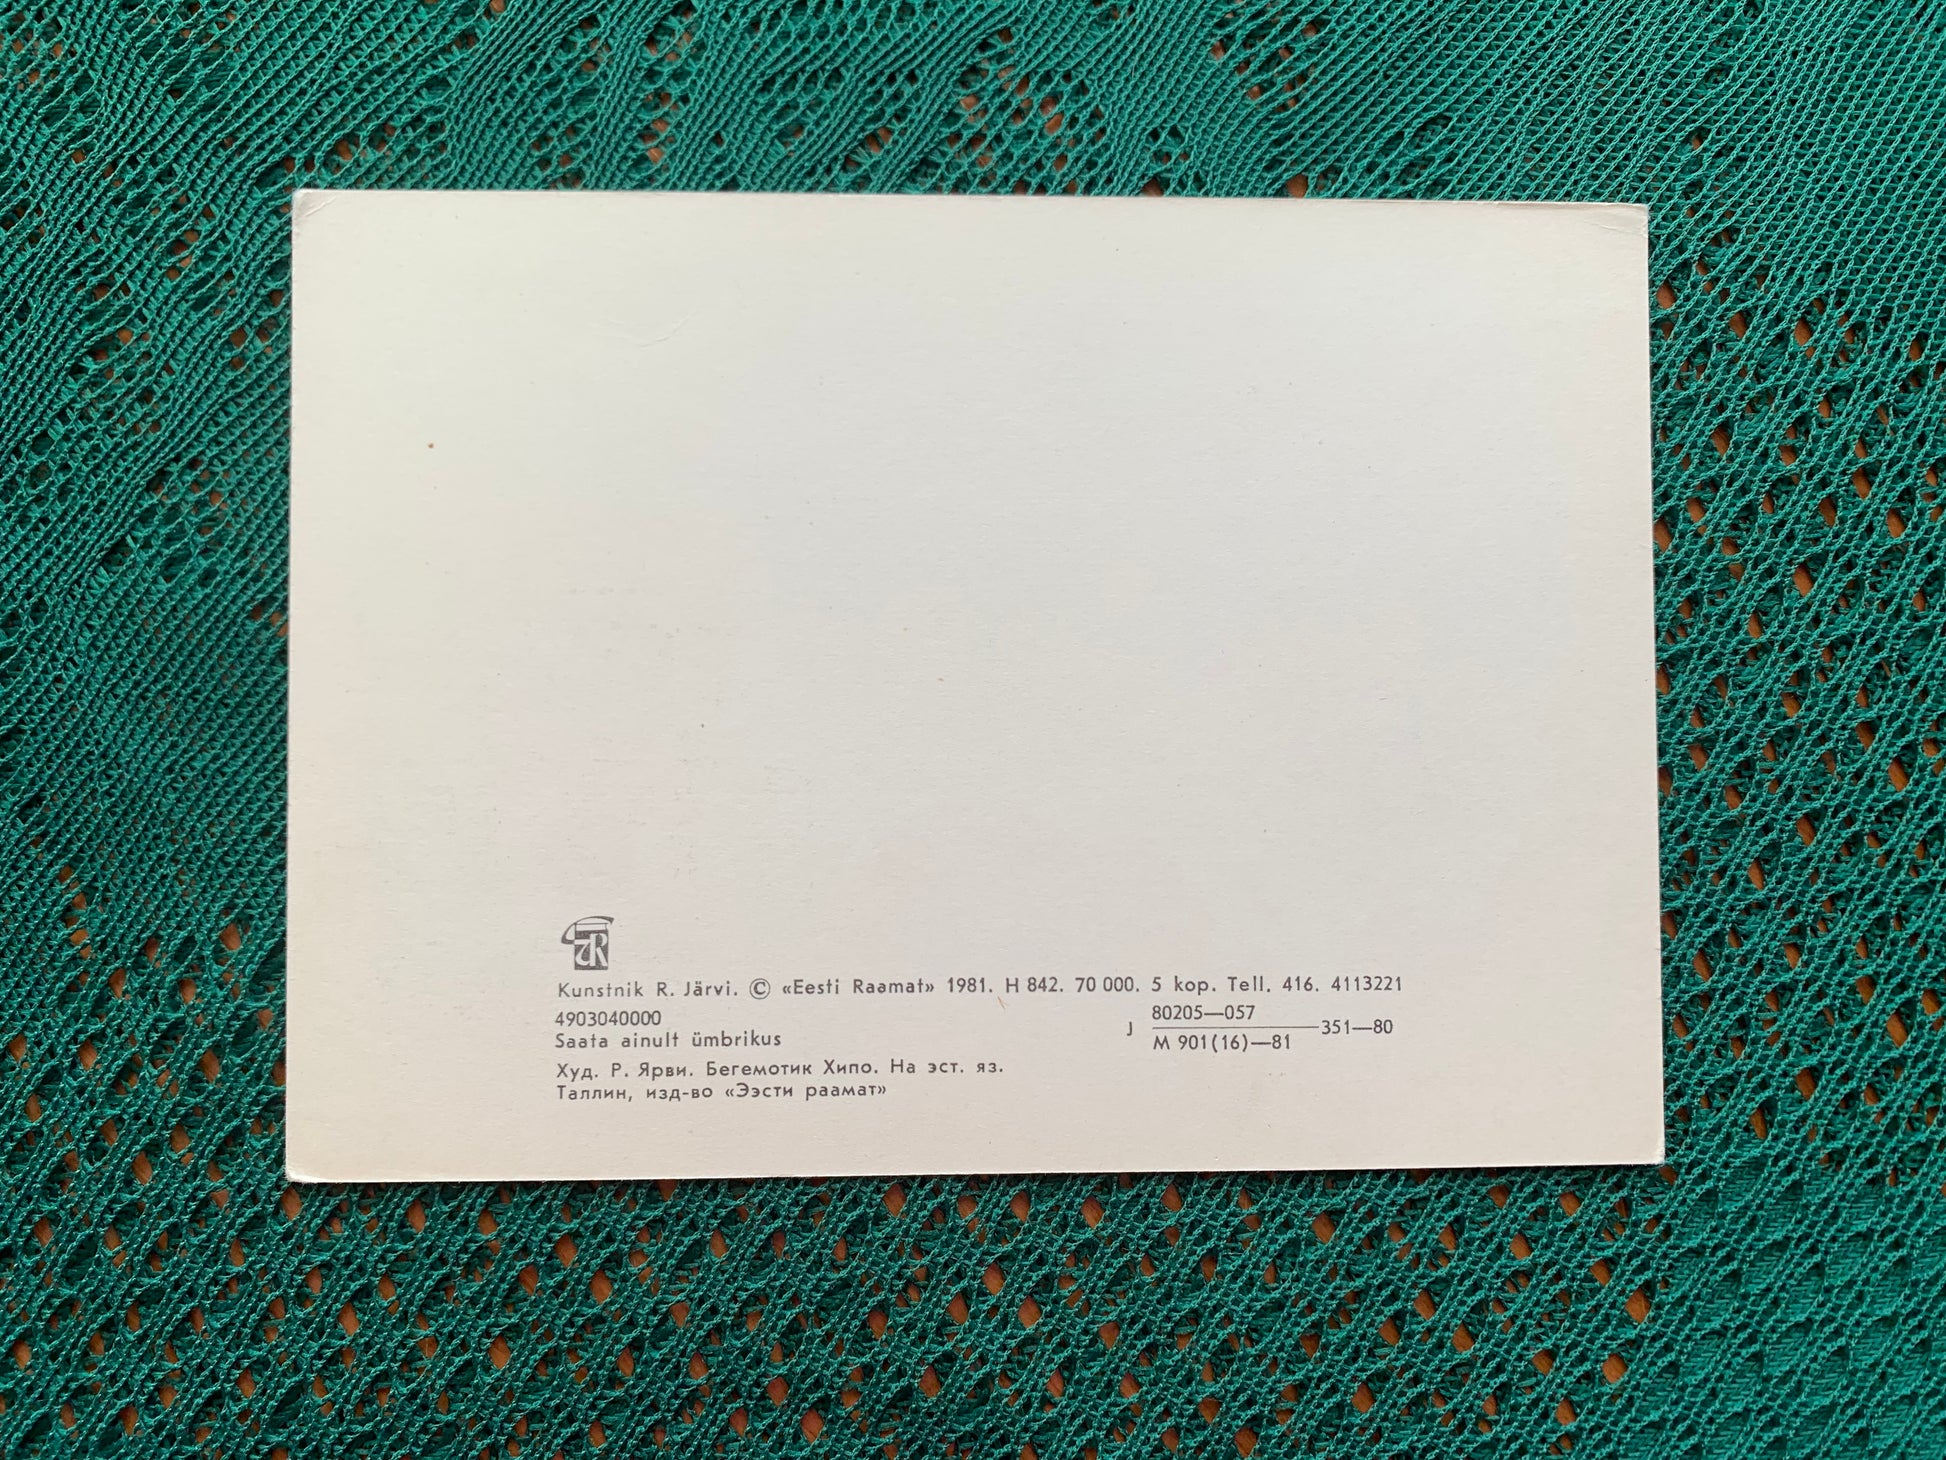 ER
Kunstnik R. Järvi. © «Eesti Raamat» 1981. H 842. 70 000. 5 kop. Tell. 416. 4113221
4903040000
Saata ainult ümbrikus
J 80205—057
M 901(16)—81 —351—80
Худ. Р. Ярви. Бегемотик Хипо. На эст. яз.
Таллин, изд-во «Ээсти раамат»